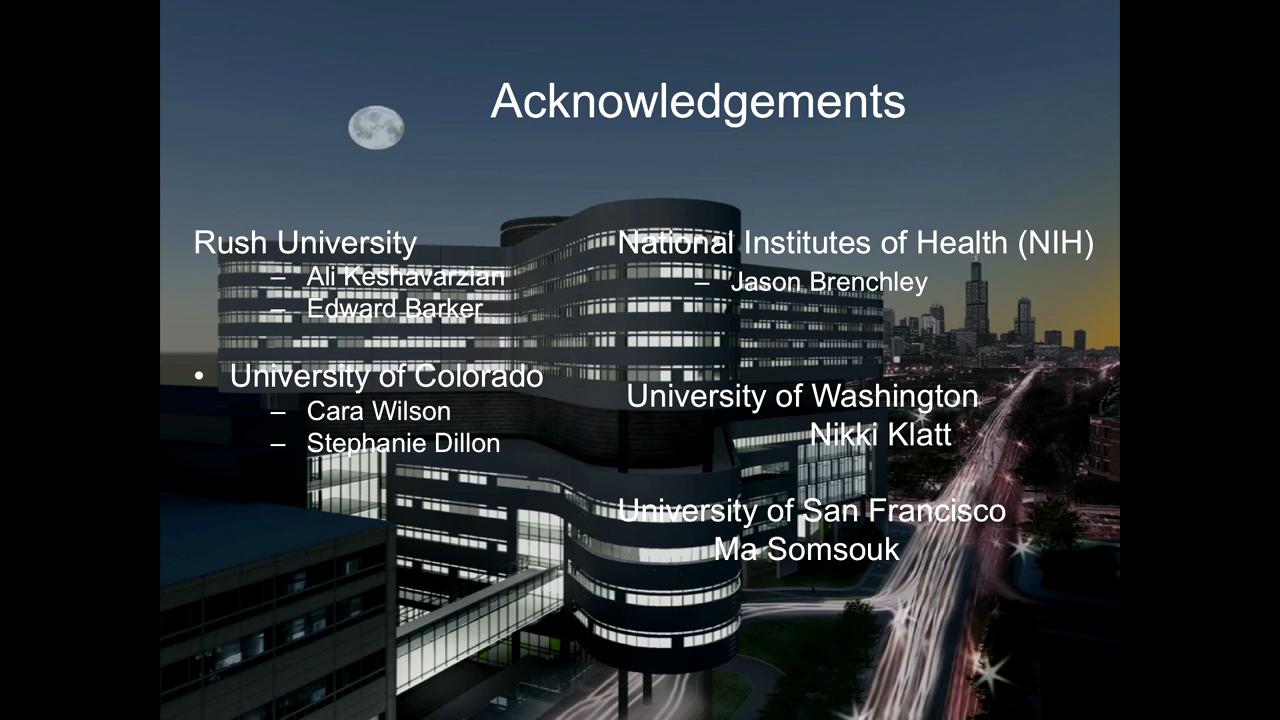 Acknowledgements
Rush University
– Ali Keshavarzian
– Edward Barker
• University of Colorado
– Cara Wilson
– Stephanie Dillon
National Institutes of Health (NIH)
– Jason Brenchley
University of Washington
Nikki Klatt
University of San Francisco
Ma Somsouk